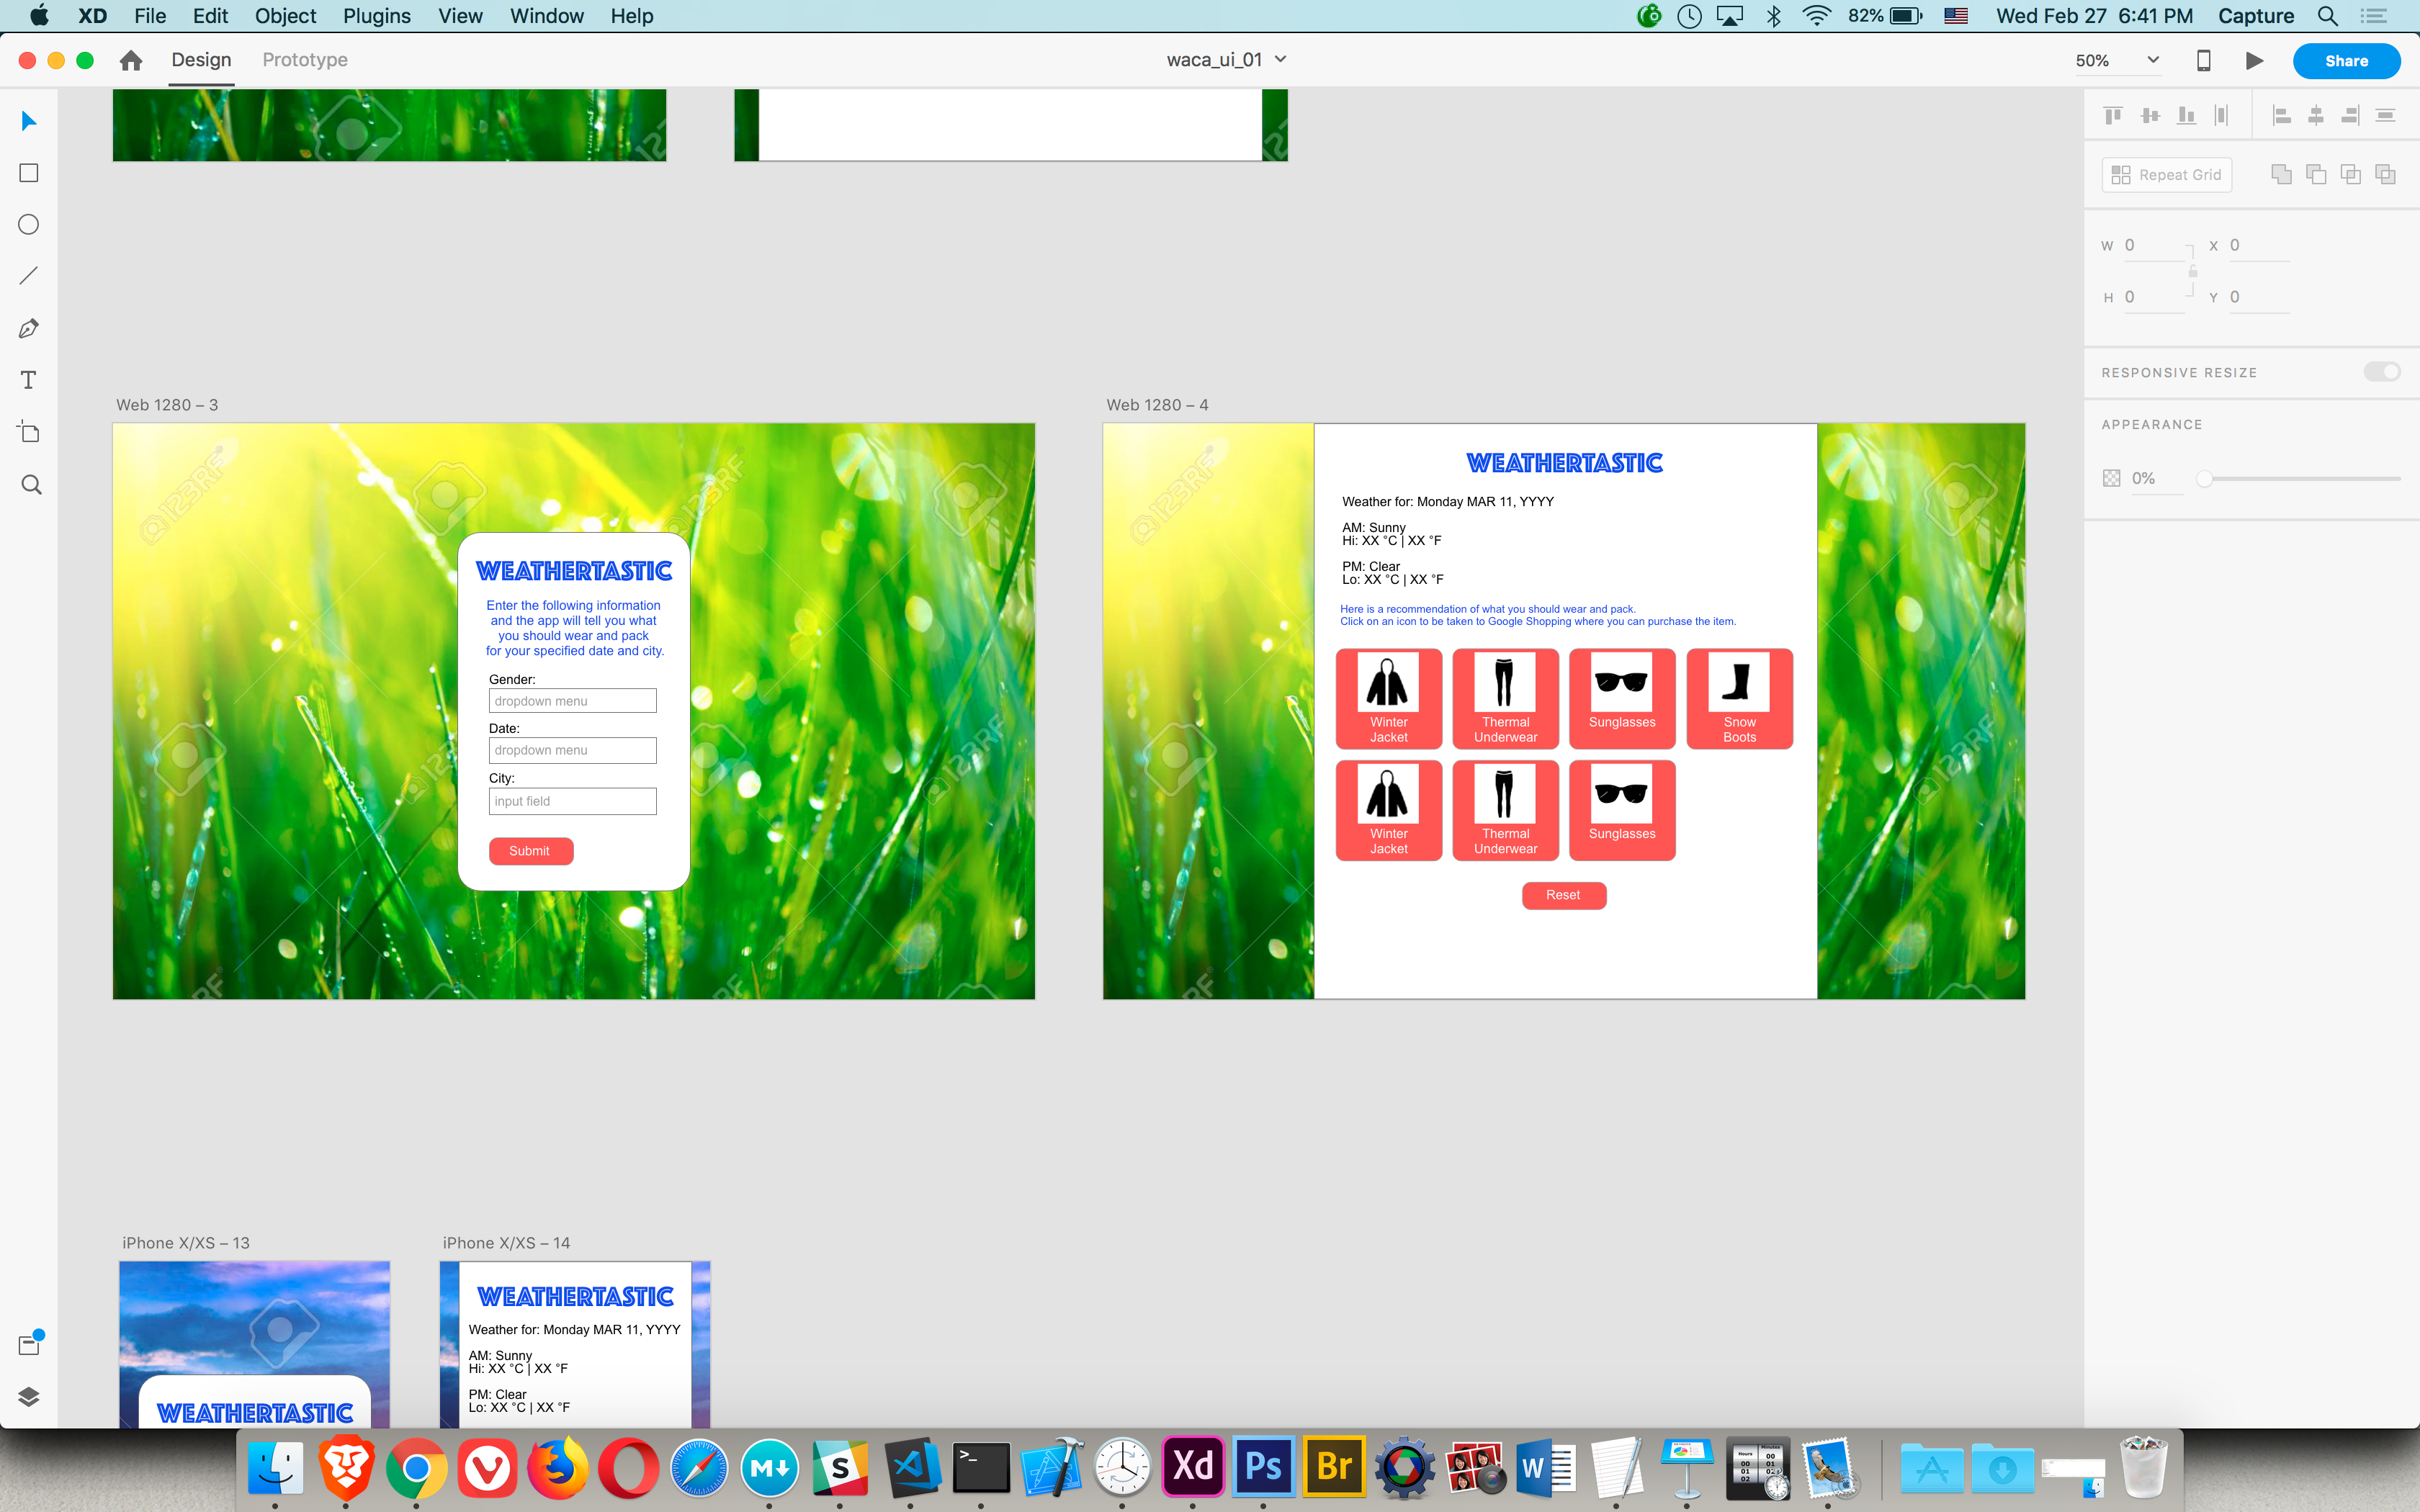 XD File Edit Object Plugins View Window Help 82% Wed Feb 27 6:41 PM Capture
Design Prototype waca_ui_01 50% Share
Repeat Grid
W 0 X 0
H 0 Y 0
RESPONSIVE RESIZE
APPEARANCE
0%
T
Web 1280 – 3
123RF
123RF
123RF
123RF
WEATHERTASTIC
Enter the following information
and the app will tell you what
you should wear and pack
for your specified date and city.
Gender:
dropdown menu
Date:
dropdown menu
City:
input field
Submit
Web 1280 – 4
123RF
123RF
WEATHERTASTIC
Weather for: Monday MAR 11, YYYY
AM: Sunny
Hi: XX °C | XX °F
PM: Clear
Lo: XX °C | XX °F
Here is a recommendation of what you should wear and pack.
Click on an icon to be taken to Google Shopping where you can purchase the item.
Winter
Jacket
Thermal
Underwear
Sunglasses
Snow
Boots
Winter
Jacket
Thermal
Underwear
Sunglasses
Reset
iPhone X/XS – 13
WEATHERTASTIC
iPhone X/XS – 14
WEATHERTASTIC
Weather for: Monday MAR 11, YYYY
AM: Sunny
Hi: XX °C | XX °F
PM: Clear
Lo: XX °C | XX °F
M S >_ Xd Ps Br W